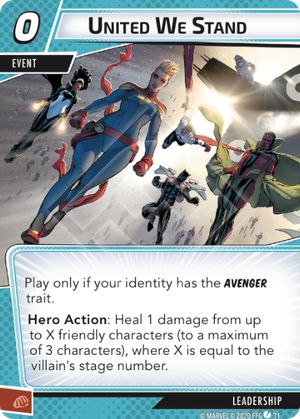 0
UNITED WE STAND
EVENT
Play only if your identity has the AVENGER
trait.
Hero Action: Heal 1 damage from up
to X friendly characters (to a maximum
of 3 characters), where X is equal to the
villain's stage number.
LEADERSHIP
© MARVEL © 2020 FFG 21